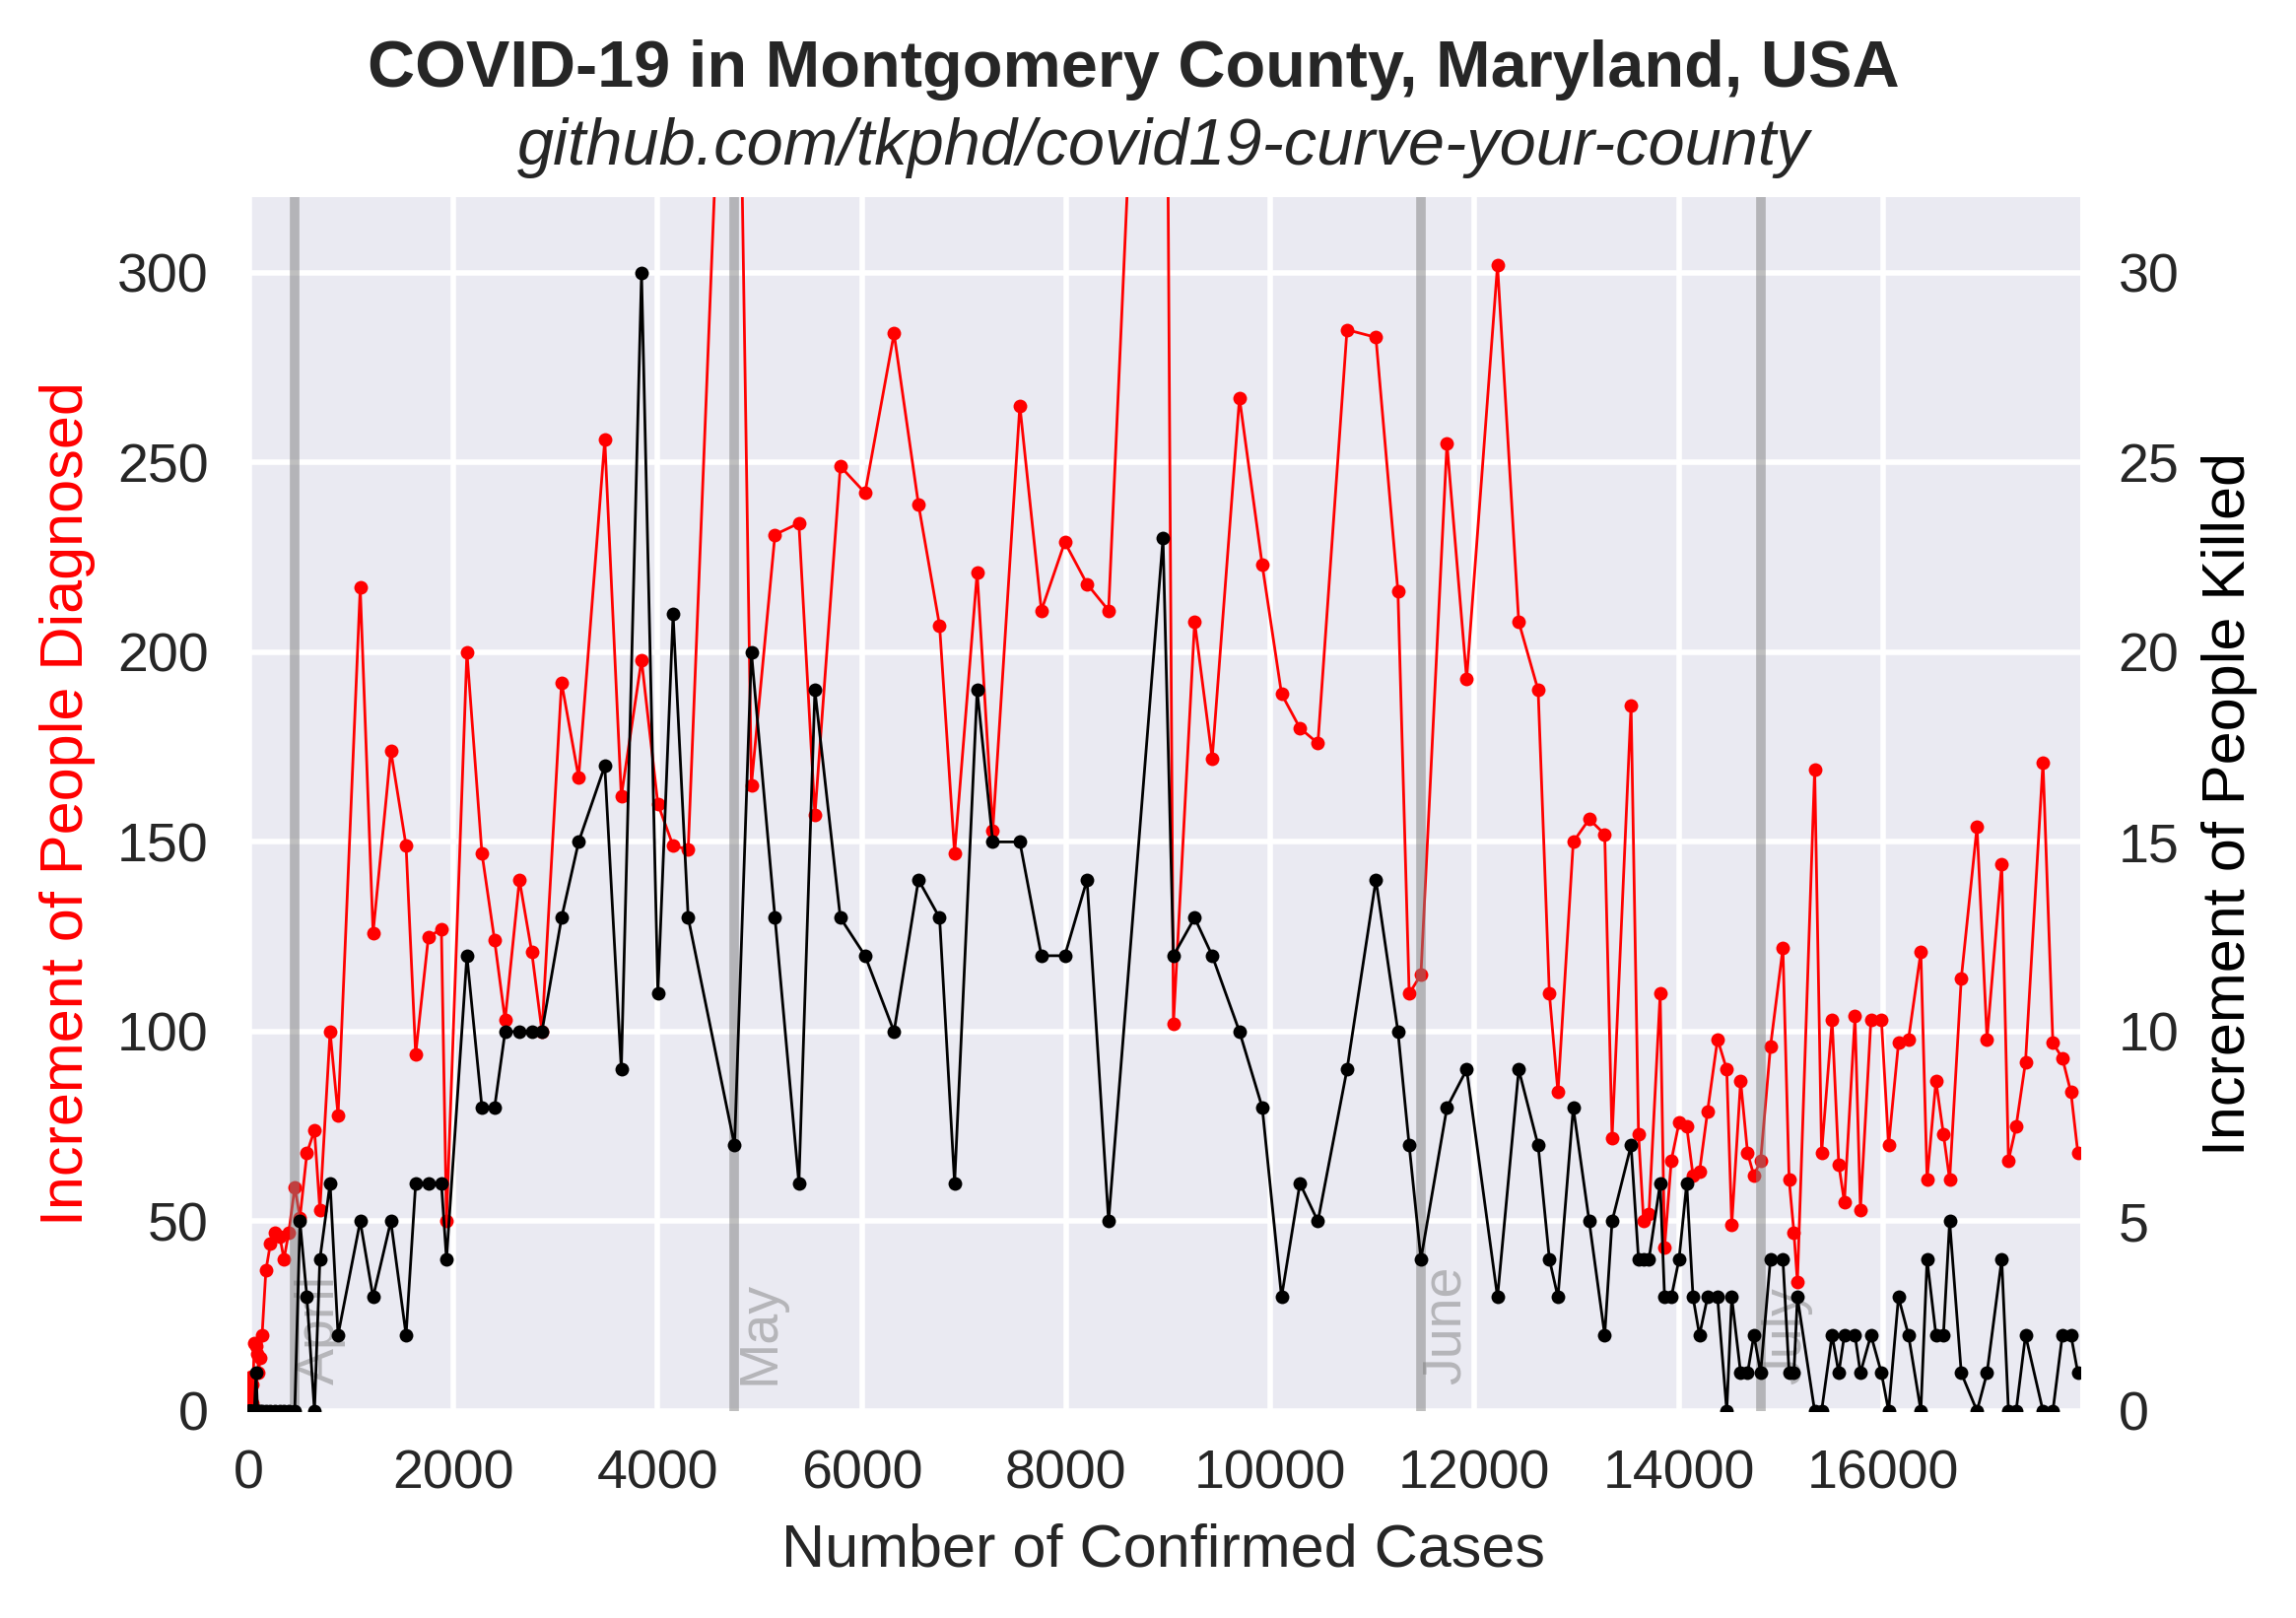 COVID-19 in Montgomery County, Maryland, USA
github.com/tkphd/covid19-curve-your-county
Increment of People Diagnosed
300
250
200
150
100
50
0
30
25
20
15
10
5
0
Increment of People Killed
April
May
June
July
0 2000 4000 6000 8000 10000 12000 14000 16000
Number of Confirmed Cases